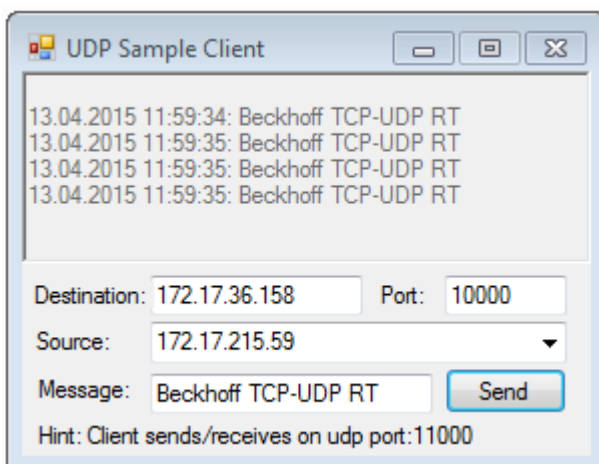 UDP Sample Client
13.04.2015 11:59:34: Beckhoff TCP-UDP RT
13.04.2015 11:59:35: Beckhoff TCP-UDP RT
13.04.2015 11:59:35: Beckhoff TCP-UDP RT
13.04.2015 11:59:35: Beckhoff TCP-UDP RT
Destination: 172.17.36.158 Port: 10000
Source: 172.17.215.59
Message: Beckhoff TCP-UDP RT Send
Hint: Client sends/receives on udp port:11000